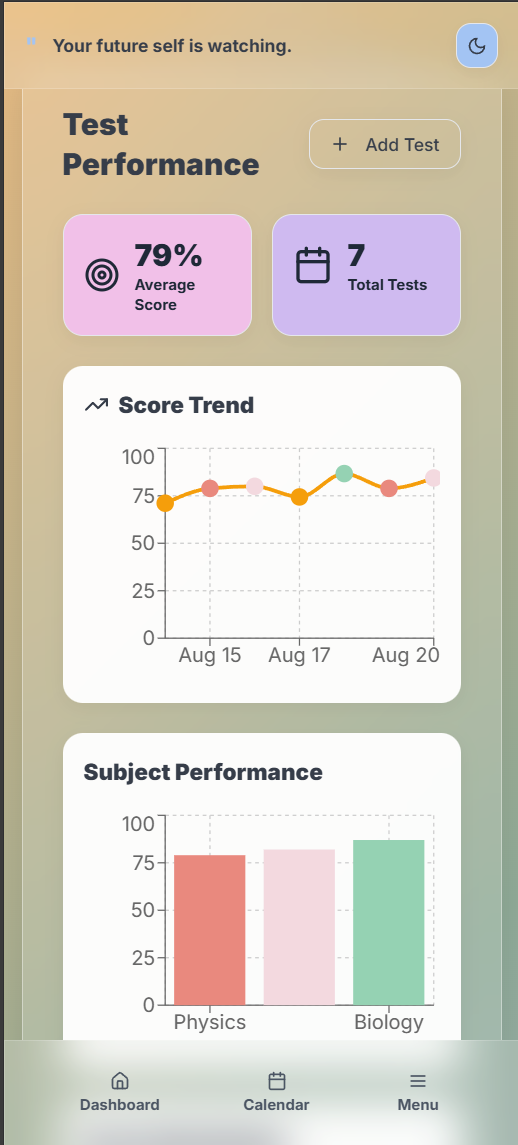 " Your future self is watching.
Test
Performance
+ Add Test
79%
Average
Score
7
Total Tests
Score Trend
100
75
50
25
0
Aug 15 Aug 17 Aug 20
Subject Performance
100
75
50
25
0
Physics Biology
Dashboard Calendar Menu